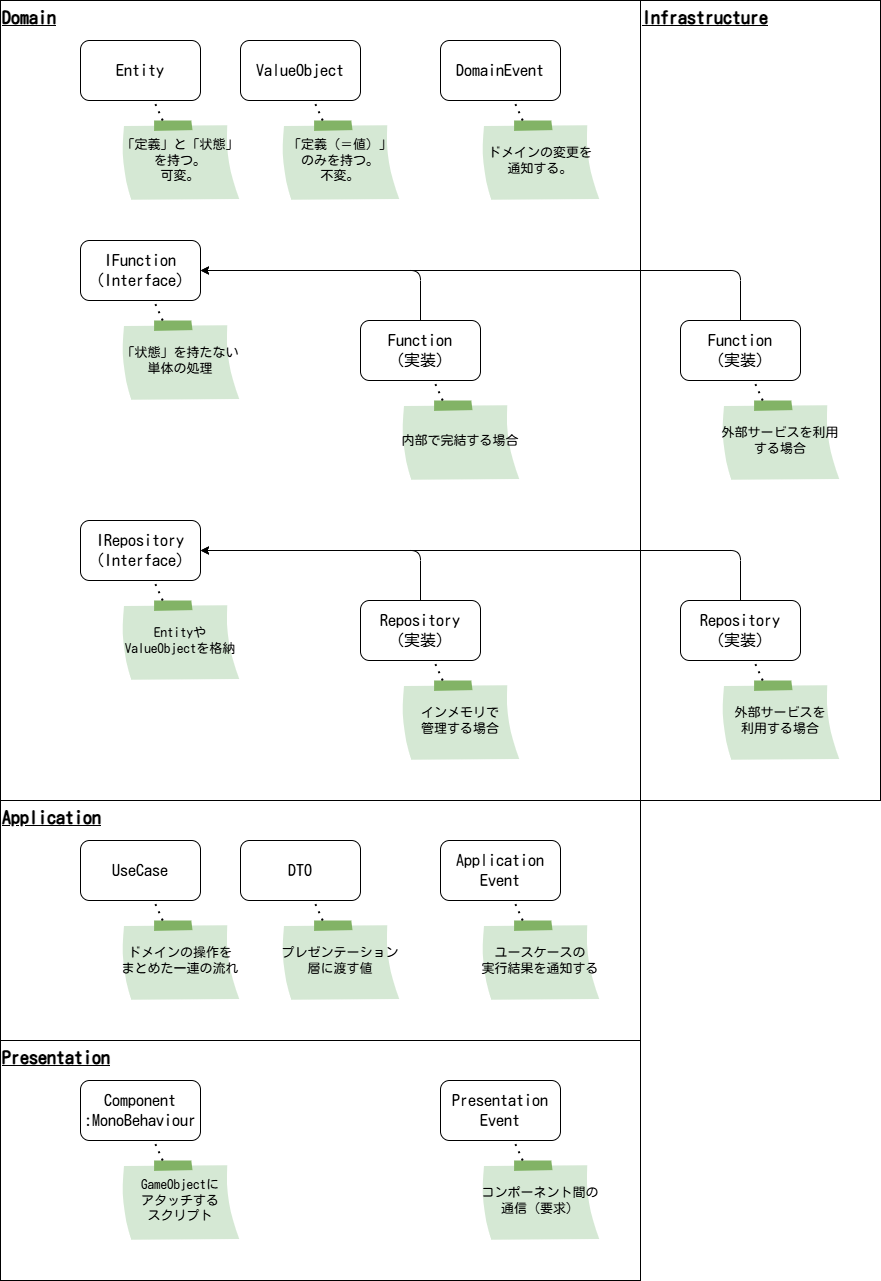 Domain
Infrastructure
Entity
ValueObject
DomainEvent
「定義」と「状態」
を持つ。
可変。
「定義（＝値）」
のみを持つ。
不変。
ドメインの変更を
通知する。
IFunction
（Interface）
「状態」を持たない
単体の処理
Function
（実装）
内部で完結する場合
Function
（実装）
外部サービスを利用
する場合
IRepository
（Interface）
Entityや
ValueObjectを格納
Repository
（実装）
インメモリで
管理する場合
Repository
（実装）
外部サービスを
利用する場合
Application
UseCase
DTO
Application
Event
ドメインの操作を
まとめた一連の流れ
プレゼンテーション
層に渡す値
ユースケースの
実行結果を通知する
Presentation
Component
:MonoBehaviour
Presentation
Event
GameObjectに
アタッチする
スクリプト
コンポーネント間の
通信（要求）